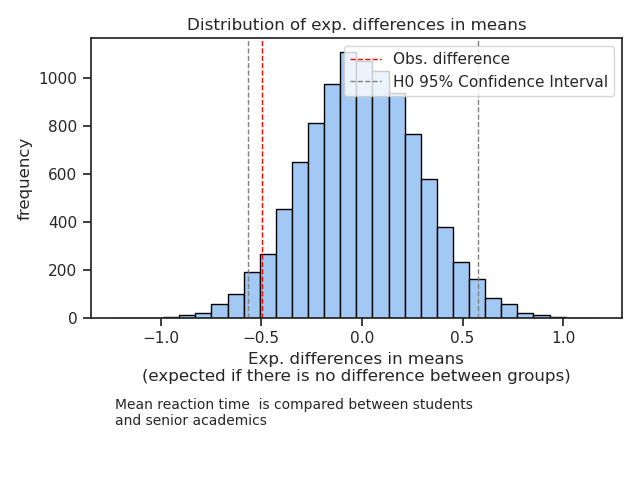 Distribution of exp. differences in means
Obs. difference
H0 95% Confidence Interval
frequency
1000
800
600
400
200
0
−1.0 −0.5 0.0 0.5 1.0
Exp. differences in means
(expected if there is no difference between groups)
Mean reaction time  is compared between students
and senior academics